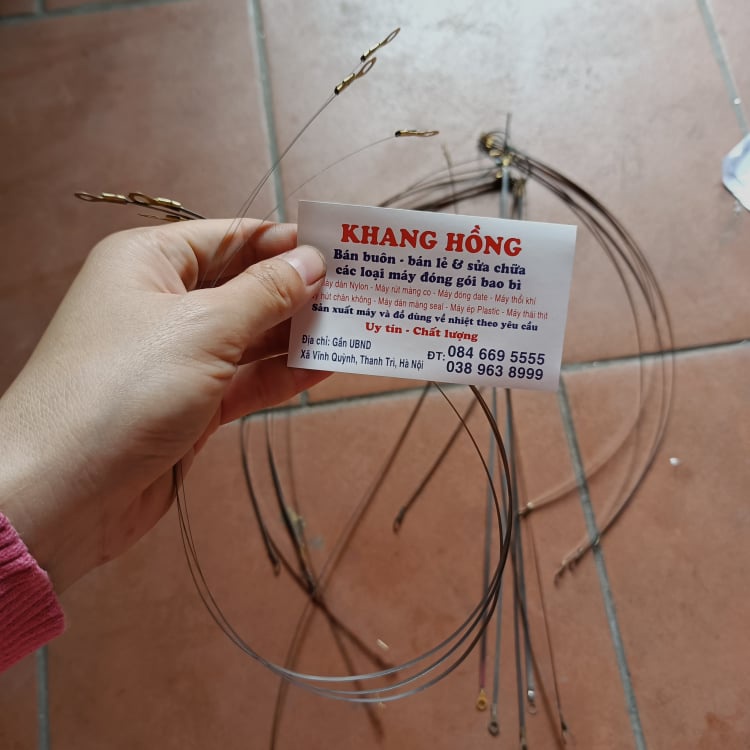 KHANG HỒNG
Bán buôn - bán lẻ & sửa chữa
các loại máy đóng gói bao bì
dán Nylon - Máy rút màng co - Máy đóng date - Máy thổi khí
hút chân không - Máy dán màng seal - Máy ép Plastic - Máy thái thịt
Sản xuất máy và đồ dùng về nhiệt theo yêu cầu
Uy tín - Chất lượng
Địa chỉ: Gần UBND
Xã Vĩnh Quỳnh, Thanh Trì, Hà Nội
ĐT: 084 669 5555
038 963 8999